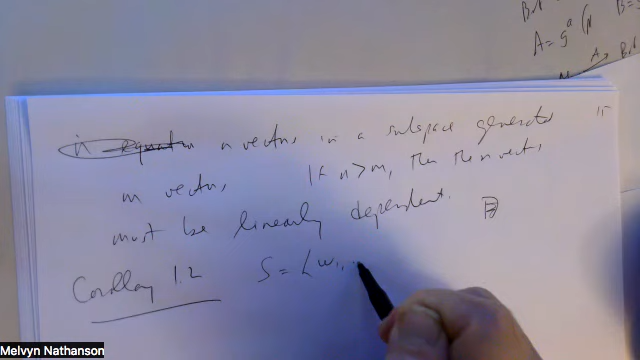 B.A B=
A = g^a (p
n vectors in a subspace generated 15
m vectors, If n>m, then the n vectors
must be linearly dependent.
Corollary 1.2 S = { w1,
Melvyn Nathanson